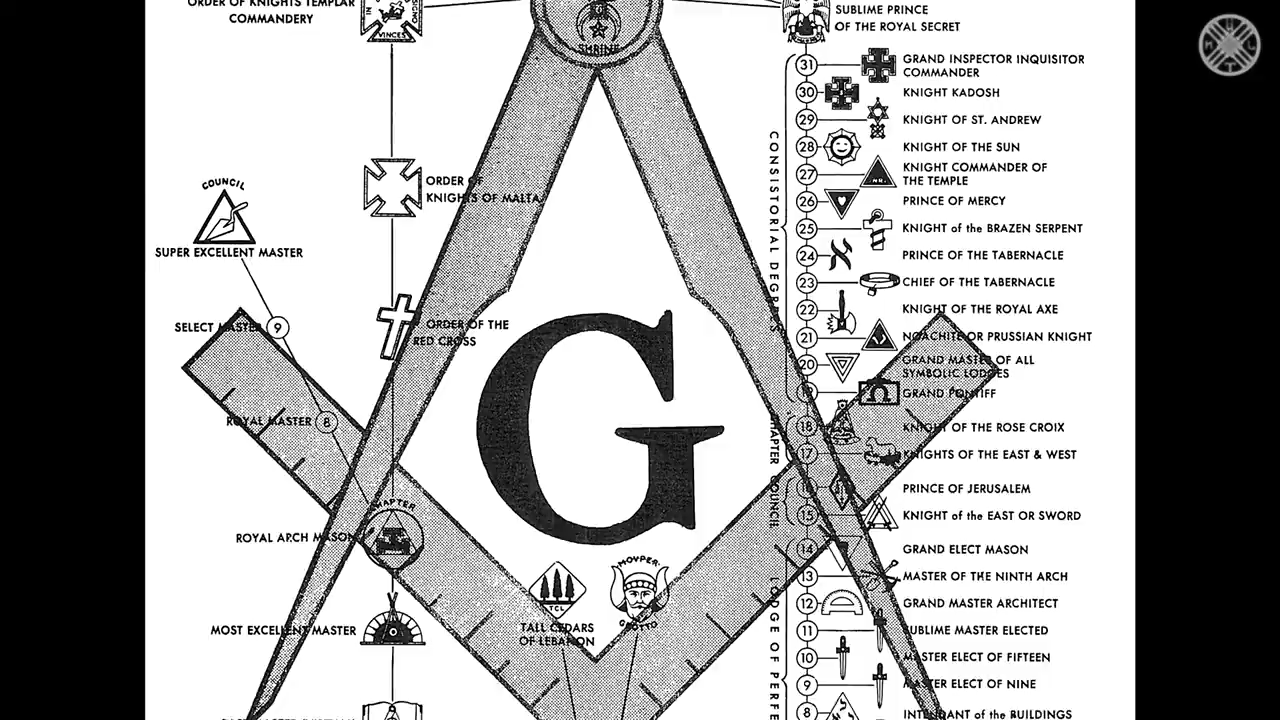 ORDER OF KNIGHTS TEMPLAR
COMMANDERY
IN
SIGNO
VINCES
SHRINE
SUBLIME PRINCE
OF THE ROYAL SECRET
31 GRAND INSPECTOR INQUISITOR
COMMANDER
30 KNIGHT KADOSH
29 KNIGHT OF ST. ANDREW
28 KNIGHT OF THE SUN
27 KNIGHT COMMANDER OF
THE TEMPLE
26 PRINCE OF MERCY
25 KNIGHT of the BRAZEN SERPENT
24 PRINCE OF THE TABERNACLE
23 CHIEF OF THE TABERNACLE
22 KNIGHT OF THE ROYAL AXE
21 NOACHITE OR PRUSSIAN KNIGHT
20 GRAND MASTER OF ALL
SYMBOLIC LODGES
GRAND PONTIFF
18 KNIGHT OF THE ROSE CROIX
17 KNIGHTS OF THE EAST & WEST
PRINCE OF JERUSALEM
15 KNIGHT of the EAST OR SWORD
14 GRAND ELECT MASON
13 MASTER OF THE NINTH ARCH
12 GRAND MASTER ARCHITECT
11 SUBLIME MASTER ELECTED
10 MASTER ELECT OF FIFTEEN
9 MASTER ELECT OF NINE
8 INTENDANT of the BUILDINGS
CONSISTORIAL DEGREES
CHAPTER
COUNCIL
LODGE OF PERFE
COUNCIL
SUPER EXCELLENT MASTER
ORDER OF
KNIGHTS OF MALTA
SELECT MASTER 9
ORDER OF THE
RED CROSS
ROYAL MASTER 8
CHAPTER
ROYAL ARCH MASON
MOST EXCELLENT MASTER
G
TCL
TALL CEDARS
OF LEBANON
MOVPER
GROTTO